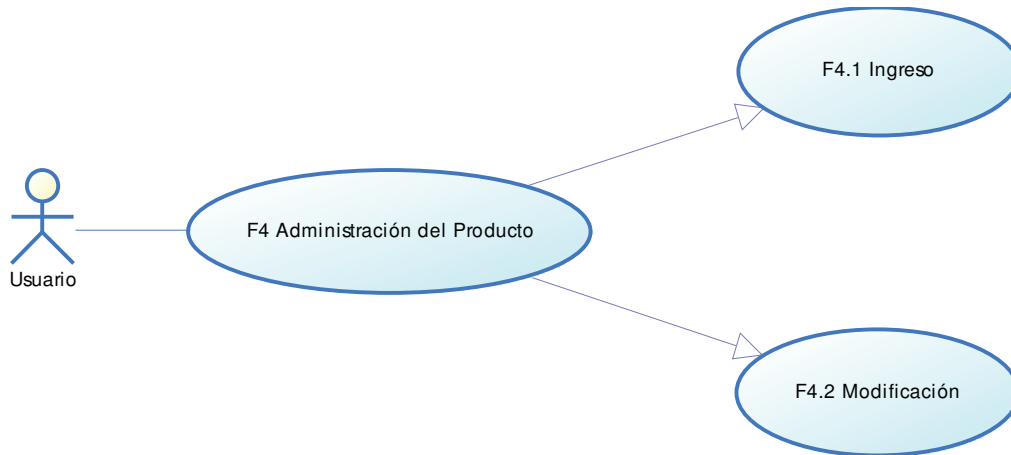 F4.1 Ingreso
F4 Administración del Producto
Usuario
F4.2 Modificación